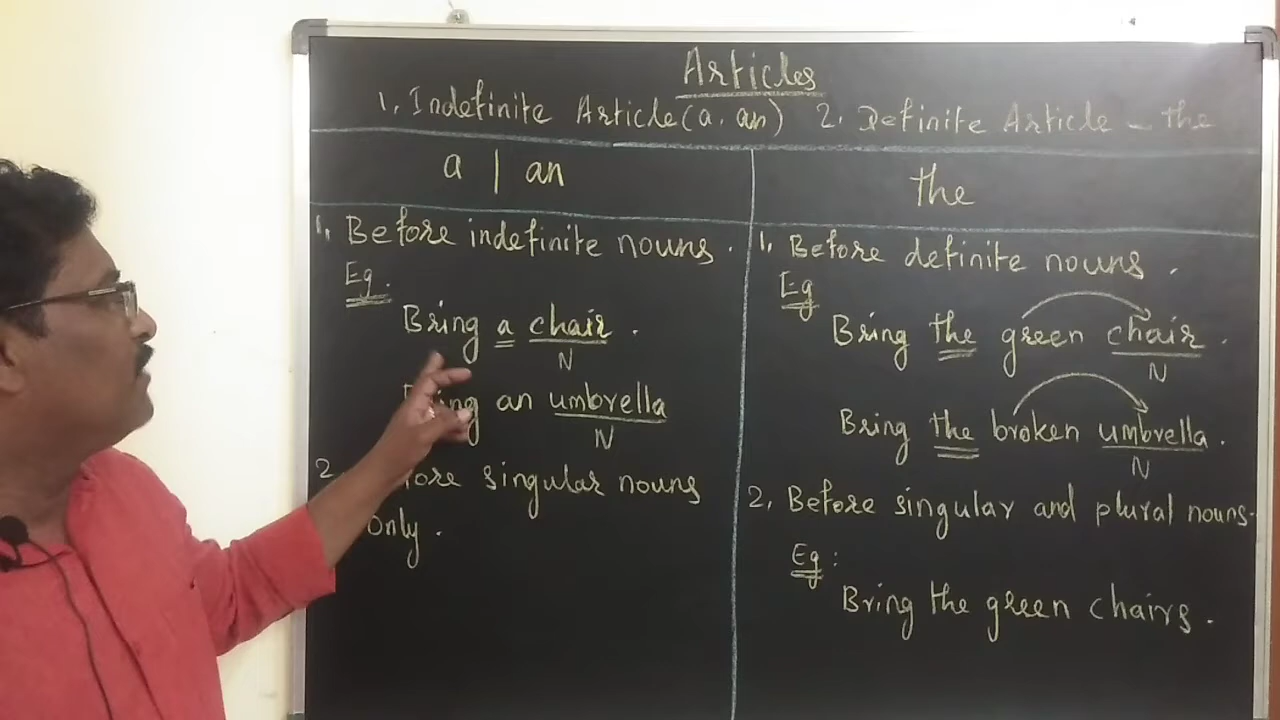 Articles
1. Indefinite Article (a, an) 2. Definite Article - the
a | an
1. Before indefinite nouns.
Eg.
Bring a chair.
N
an umbrella
N
2. singular nouns
only.
the
1. Before definite nouns.
Eg
Bring the green chair.
N
Bring the broken umbrella.
N
2. Before singular and plural nouns.
Eg:
Bring the green chairs.